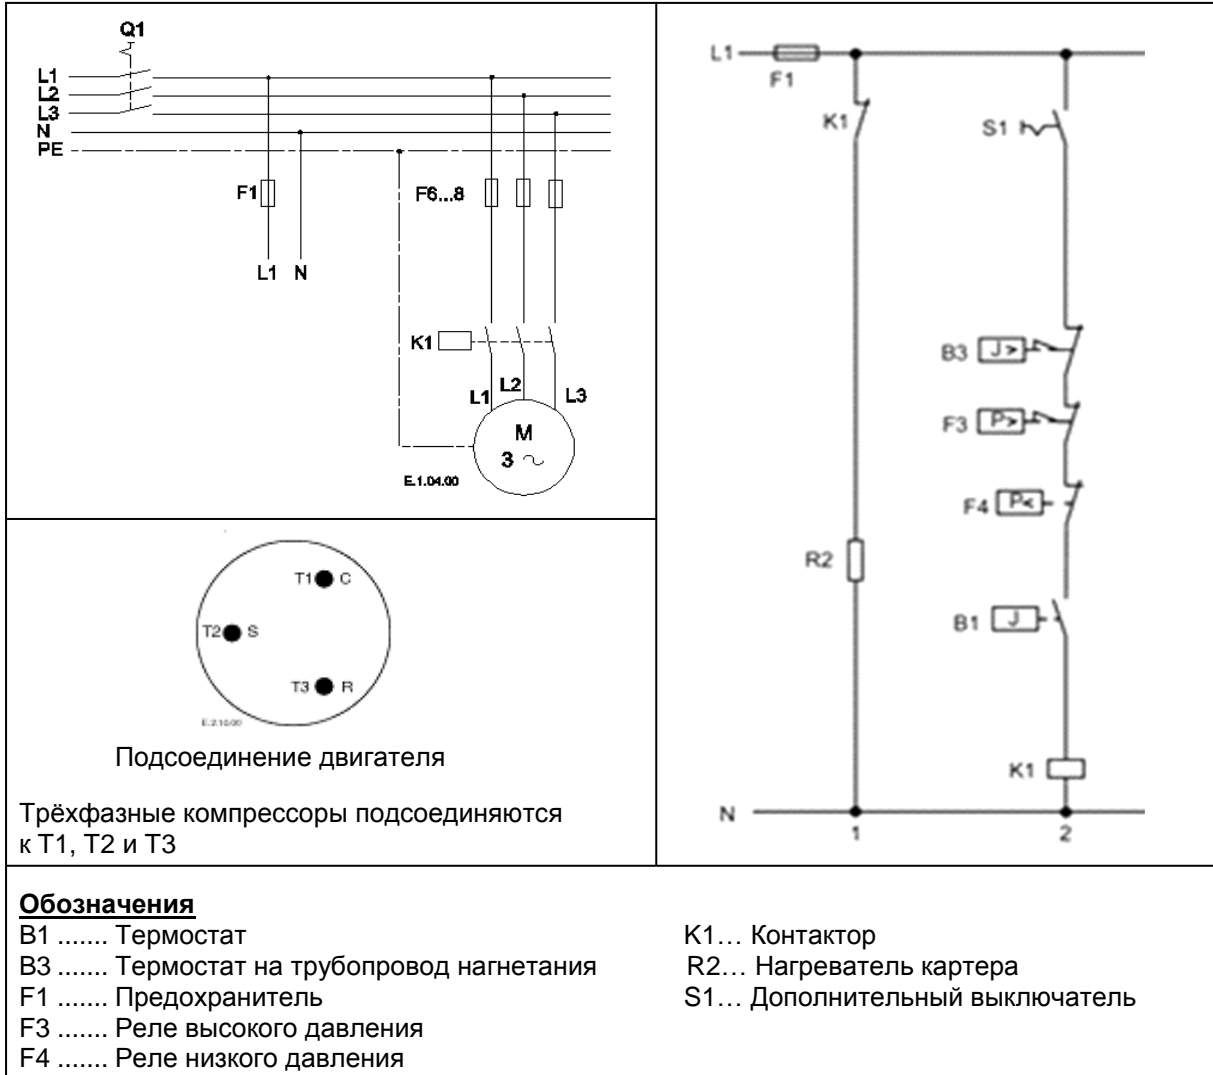 Q1
L1
L2
L3
N
PE
F1
F6...8
L1 N
K1
L1
L2
L3
M
3 ~
E.1.04.00
T1 C
T2 S
T3 R
E.2.10.00
Подсоединение двигателя
Трёхфазные компрессоры подсоединяются
к T1, T2 и T3
L1
F1
K1
S1
B3 J>
F3 P>
F4 P<
R2
B1 J
K1
N
1 2
Обозначения
B1 ....... Термостат
B3 ....... Термостат на трубопровод нагнетания
F1 ....... Предохранитель
F3 ....... Реле высокого давления
F4 ....... Реле низкого давления
K1… Контактор
R2… Нагреватель картера
S1… Дополнительный выключатель